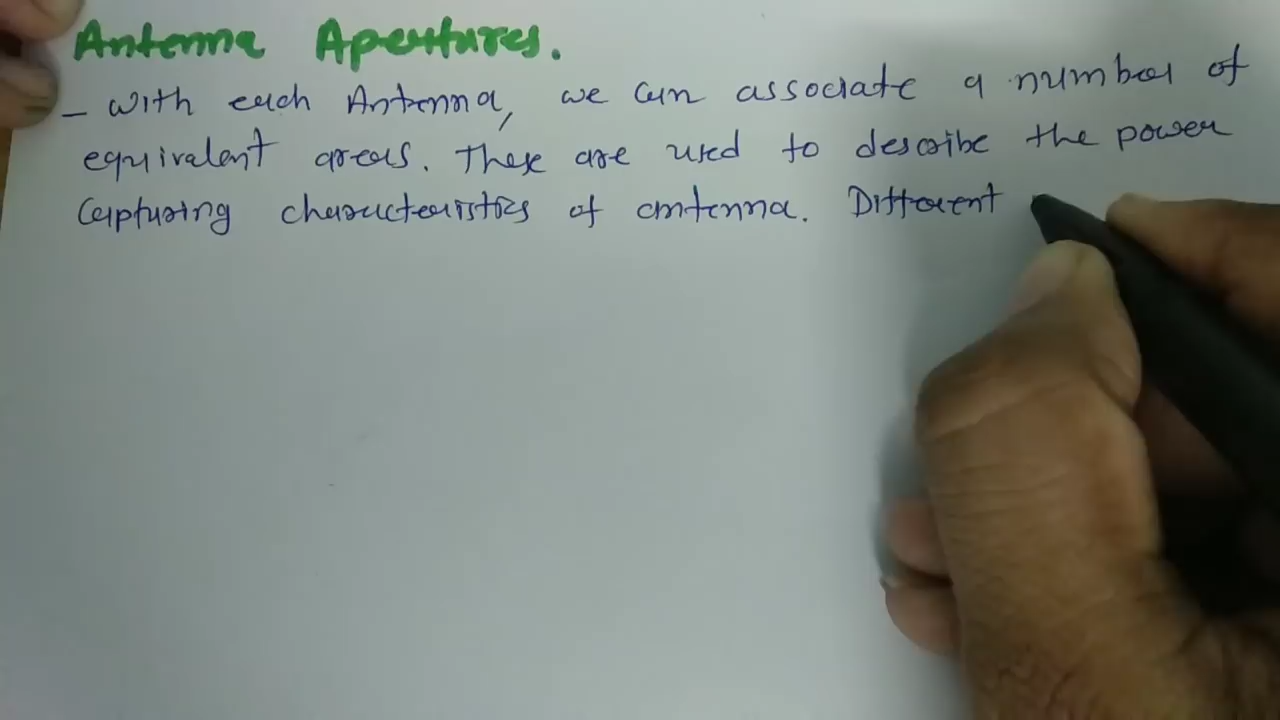 Antenna Apertures.
- With each Antenna, we can associate a number of
equivalent areas. These are used to describe the power
Capturing characteristics of antenna. Different